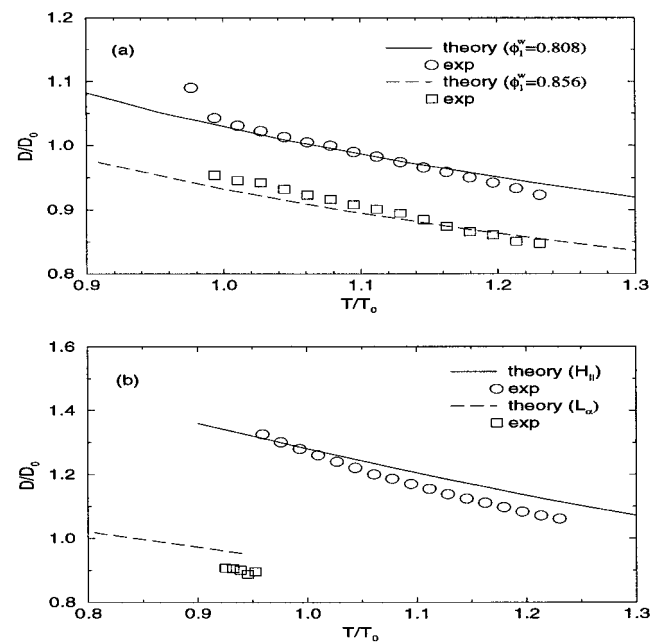 (a)
theory (ϕ₁ʷ=0.808)
exp
theory (ϕ₁ʷ=0.856)
exp
1.2
1.1
1.0
0.9
0.8
D/D₀
0.9 1.0 1.1 1.2 1.3
T/T₀
(b)
theory (H_II)
exp
theory (L_α)
exp
1.6
1.4
1.2
1.0
0.8
D/D₀
0.8 0.9 1.0 1.1 1.2 1.3
T/T₀